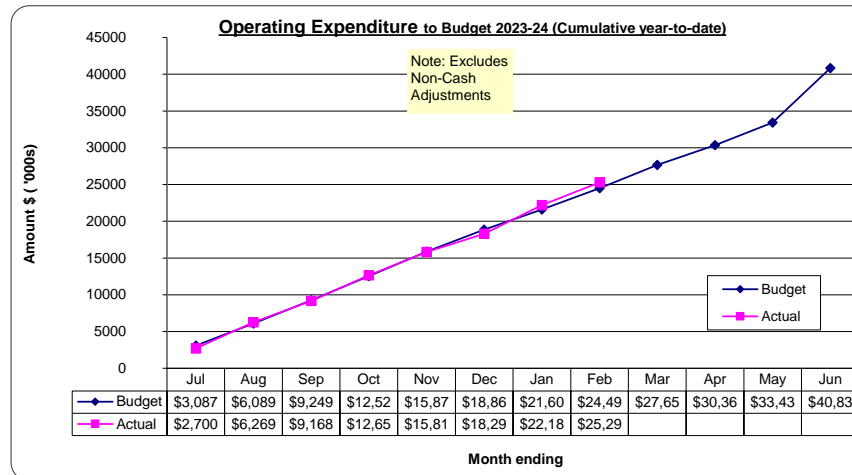 Operating Expenditure to Budget 2023-24 (Cumulative year-to-date)
Note: Excludes
Non-Cash
Adjustments
Amount $ ( '000s)
45000
40000
35000
30000
25000
20000
15000
10000
5000
0
Budget
Actual
Jul Aug Sep Oct Nov Dec Jan Feb Mar Apr May Jun
Budget $3,087 $6,089 $9,249 $12,52 $15,87 $18,86 $21,60 $24,49 $27,65 $30,36 $33,43 $40,83
Actual $2,700 $6,269 $9,168 $12,65 $15,81 $18,29 $22,18 $25,29
Month ending